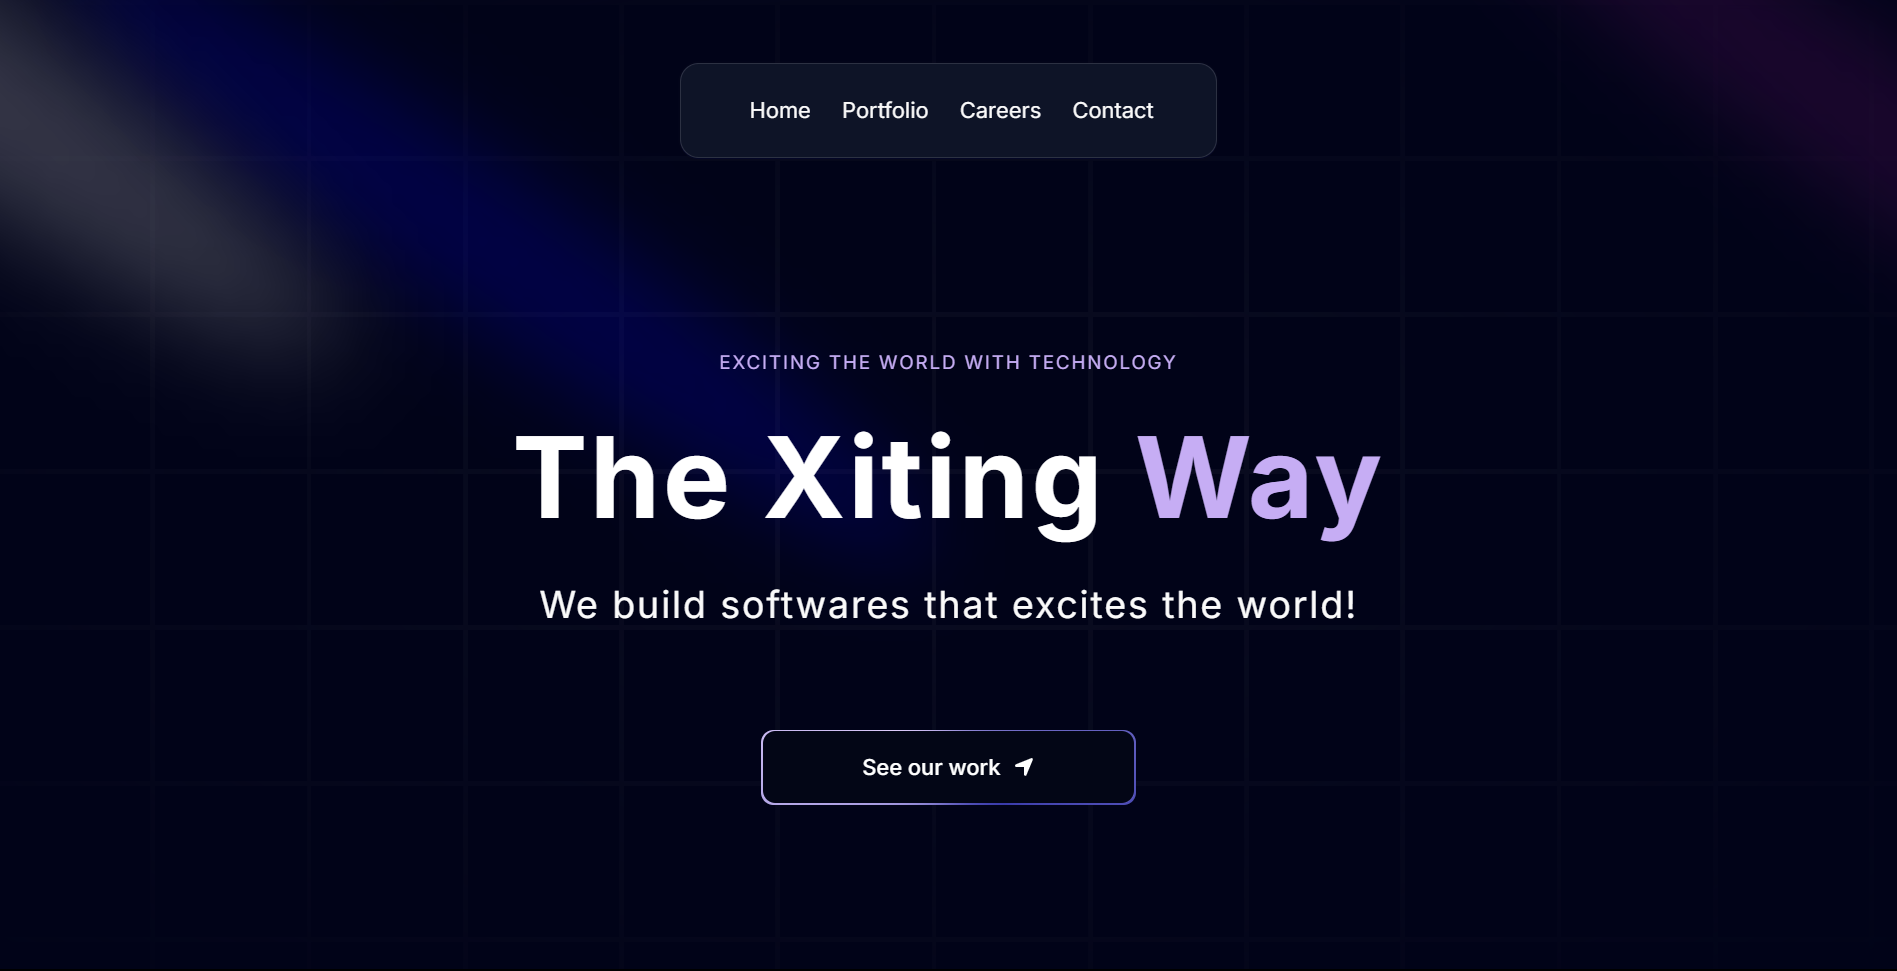 Home Portfolio Careers Contact
EXCITING THE WORLD WITH TECHNOLOGY
The Xiting Way
We build softwares that excites the world!
See our work